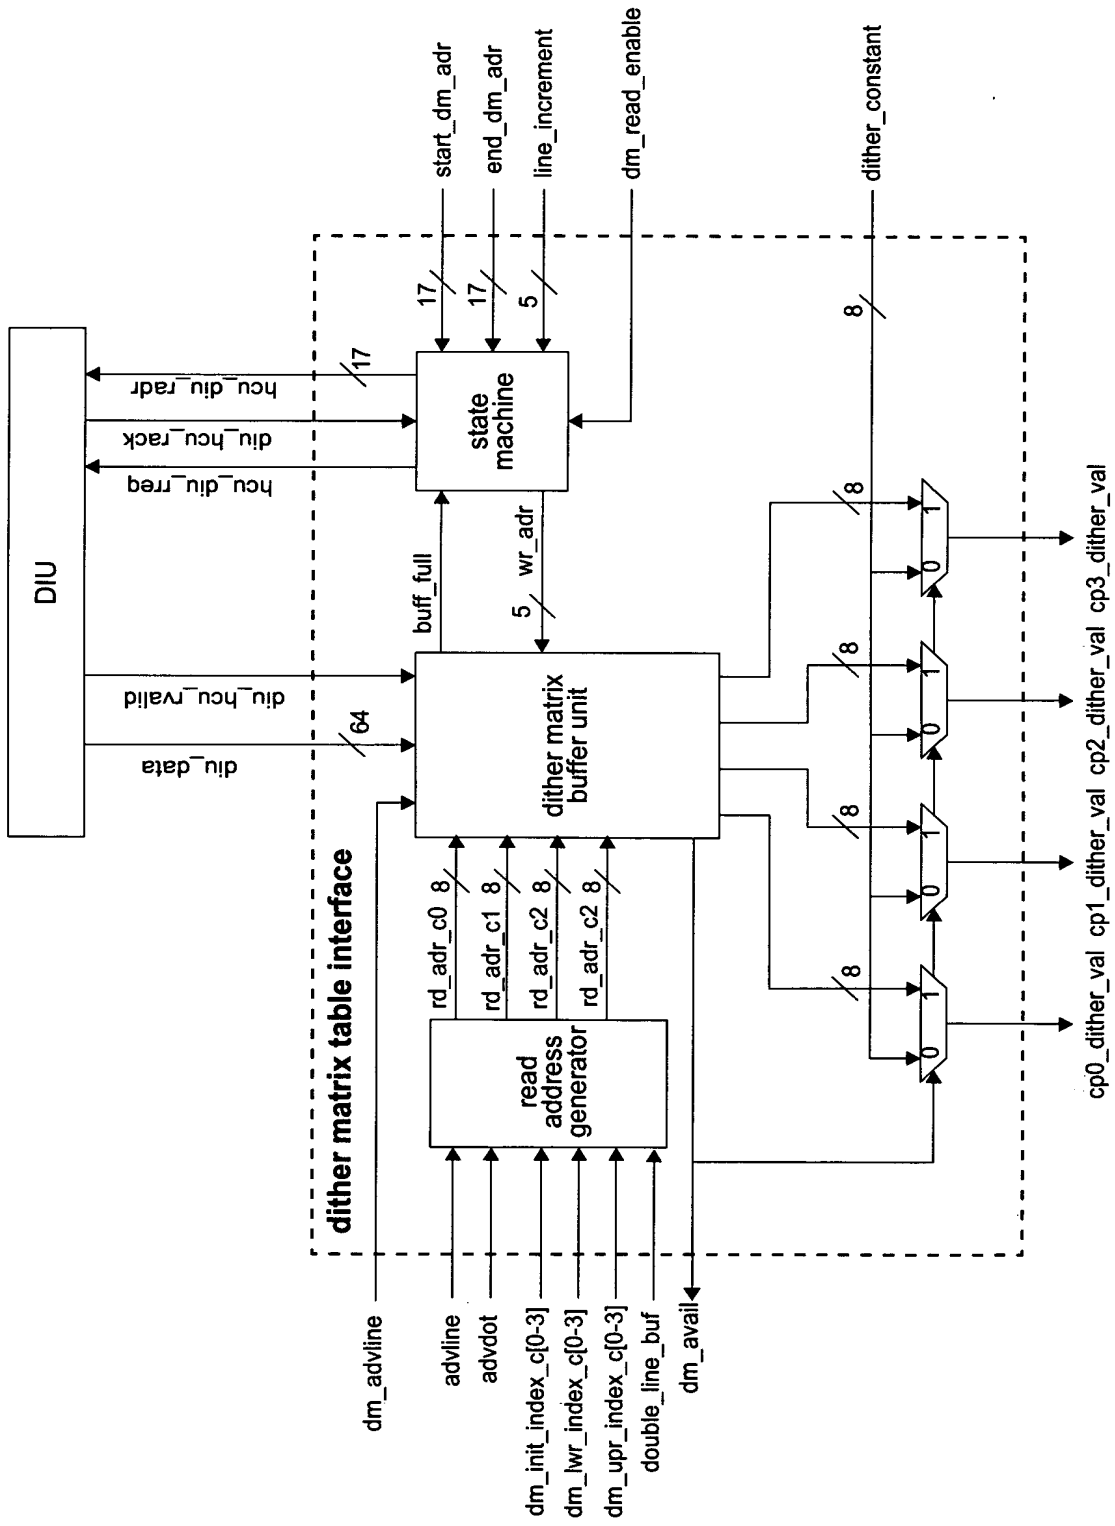 DIU
diu_data
diu_hcu_rvalid
hcu_diu_rreq
diu_hcu_rack
hcu_diu_radr
64
17
dither matrix table interface
dm_advline
advline
advdot
dm_init_index_c[0-3]
dm_lwr_index_c[0-3]
dm_upr_index_c[0-3]
double_line_buf
dm_avail
read
address
generator
rd_adr_c0
8
rd_adr_c1
8
rd_adr_c2
8
rd_adr_c2
8
dither matrix
buffer unit
buff_full
wr_adr
5
state
machine
17
start_dm_adr
17
end_dm_adr
5
line_increment
dm_read_enable
8
8
8
8
8
dither_constant
0 1
0 1
0 1
0 1
cp0_dither_val cp1_dither_val cp2_dither_val cp3_dither_val